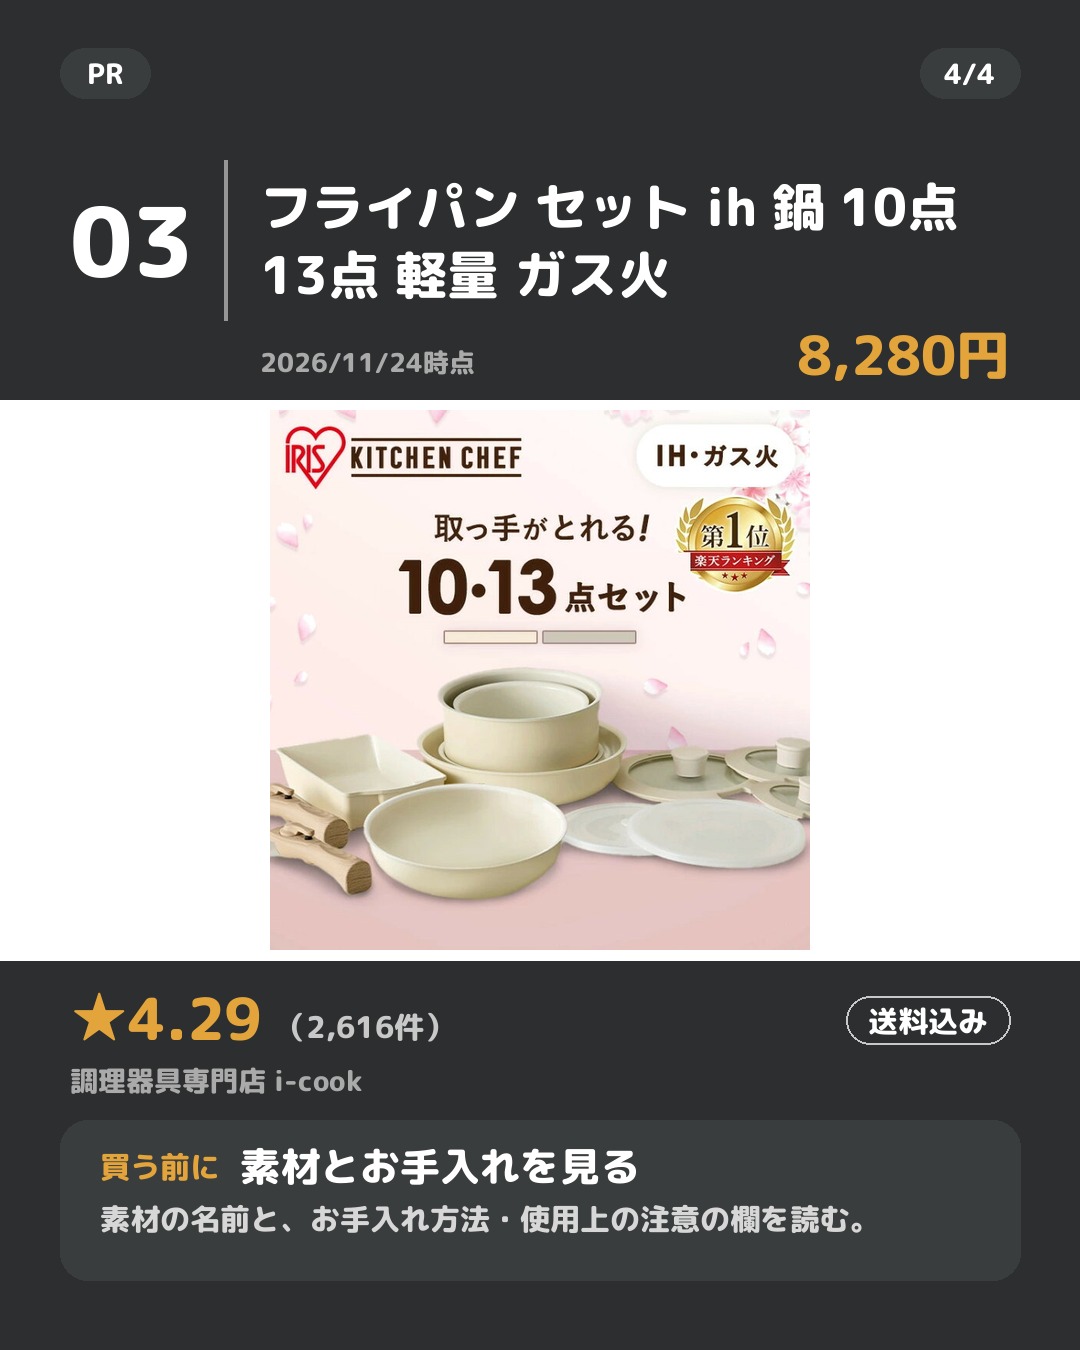 PR
4/4
03
フライパン セット ih 鍋 10点
13点 軽量 ガス火
2026/11/24時点
8,280円
IRIS KITCHEN CHEF
IH・ガス火
取っ手がとれる!
第1位
楽天ランキング
10・13点セット
★4.29（2,616件）
送料込み
調理器具専門店 i-cook
買う前に 素材とお手入れを見る
素材の名前と、お手入れ方法・使用上の注意の欄を読む。